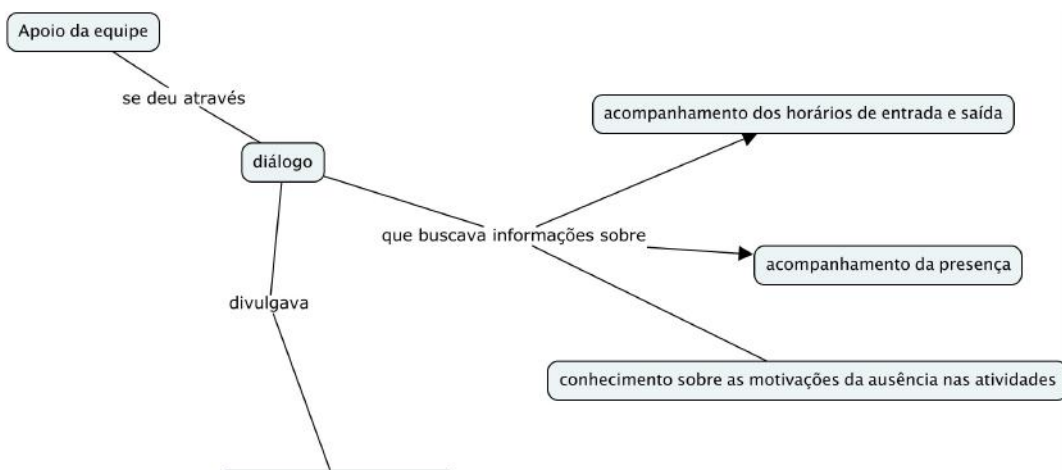 Apoio da equipe
se deu através
diálogo
acompanhamento dos horários de entrada e saída
que buscava informações sobre
acompanhamento da presença
divulgava
conhecimento sobre as motivações da ausência nas atividades